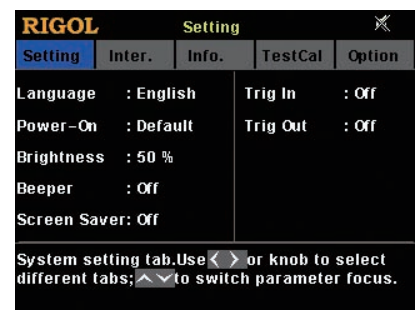 RIGOL Setting
Setting Inter. Info. TestCal Option
Language : English Trig In : Off
Power-On : Default Trig Out : Off
Brightness : 50 %
Beeper : Off
Screen Saver: Off
System setting tab.Use < > or knob to select
different tabs; to switch parameter focus.